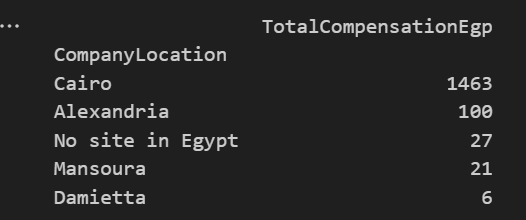 ... TotalCompensationEgp
CompanyLocation
Cairo 1463
Alexandria 100
No site in Egypt 27
Mansoura 21
Damietta 6